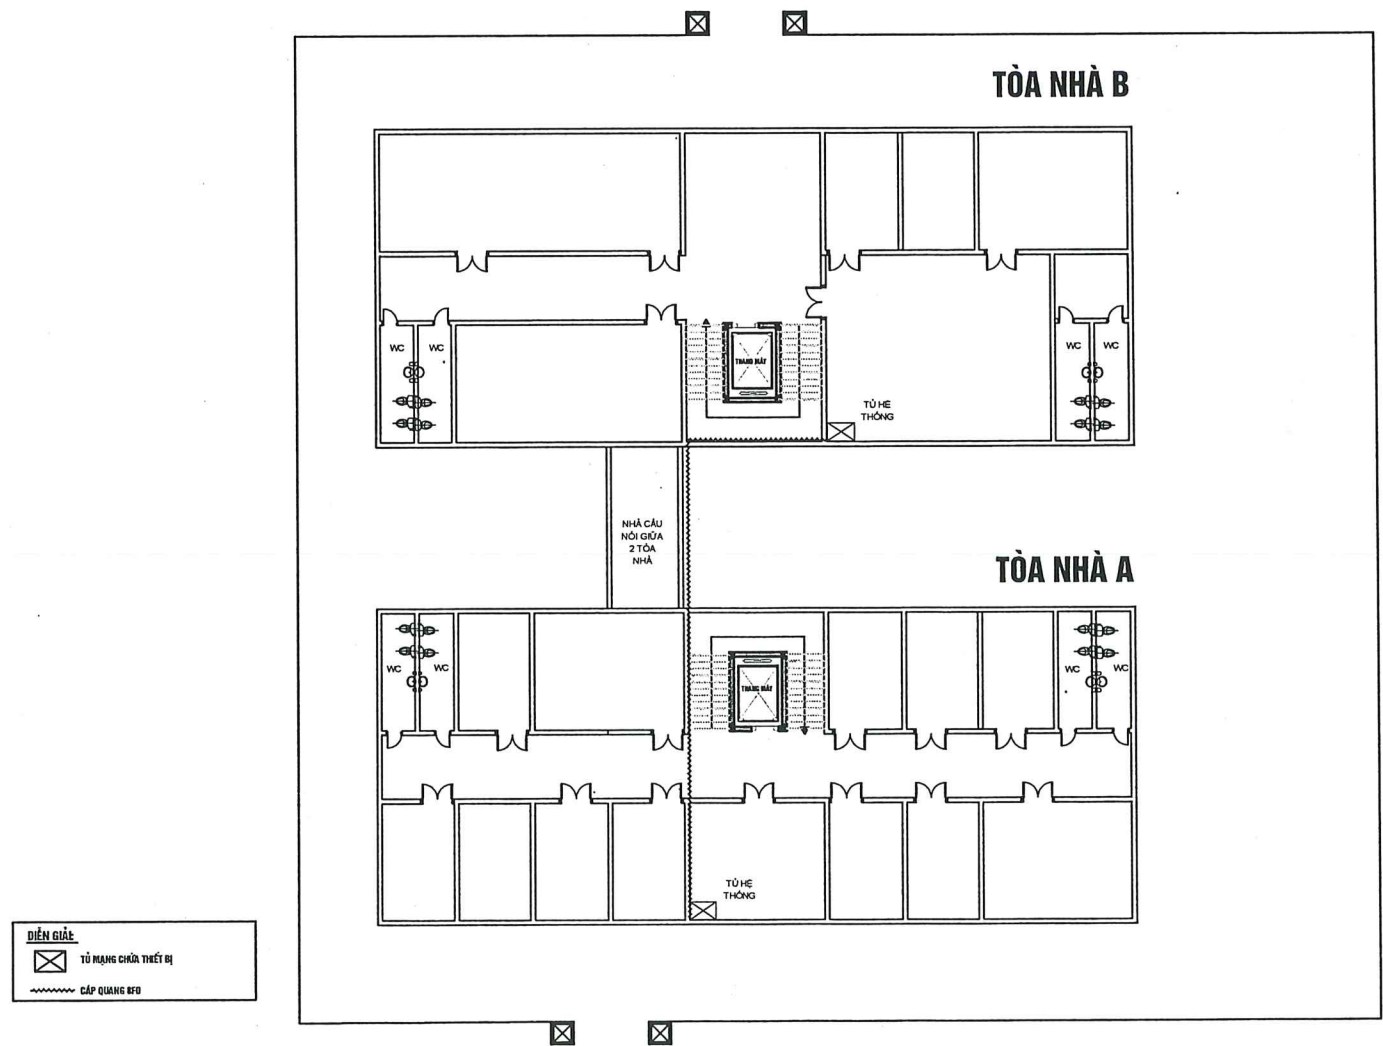 TÒA NHÀ B
WC
WC
THANG MÁY
WC
WC
TỦ HỆ
THỐNG
NHÀ CẦU
NỐI GIỮA
2 TÒA
NHÀ
TÒA NHÀ A
WC
WC
THANG MÁY
WC
WC
TỦ HỆ
THỐNG
DIỄN GIẢI:
TỦ MẠNG CHỨA THIẾT BỊ
CÁP QUANG 8FO